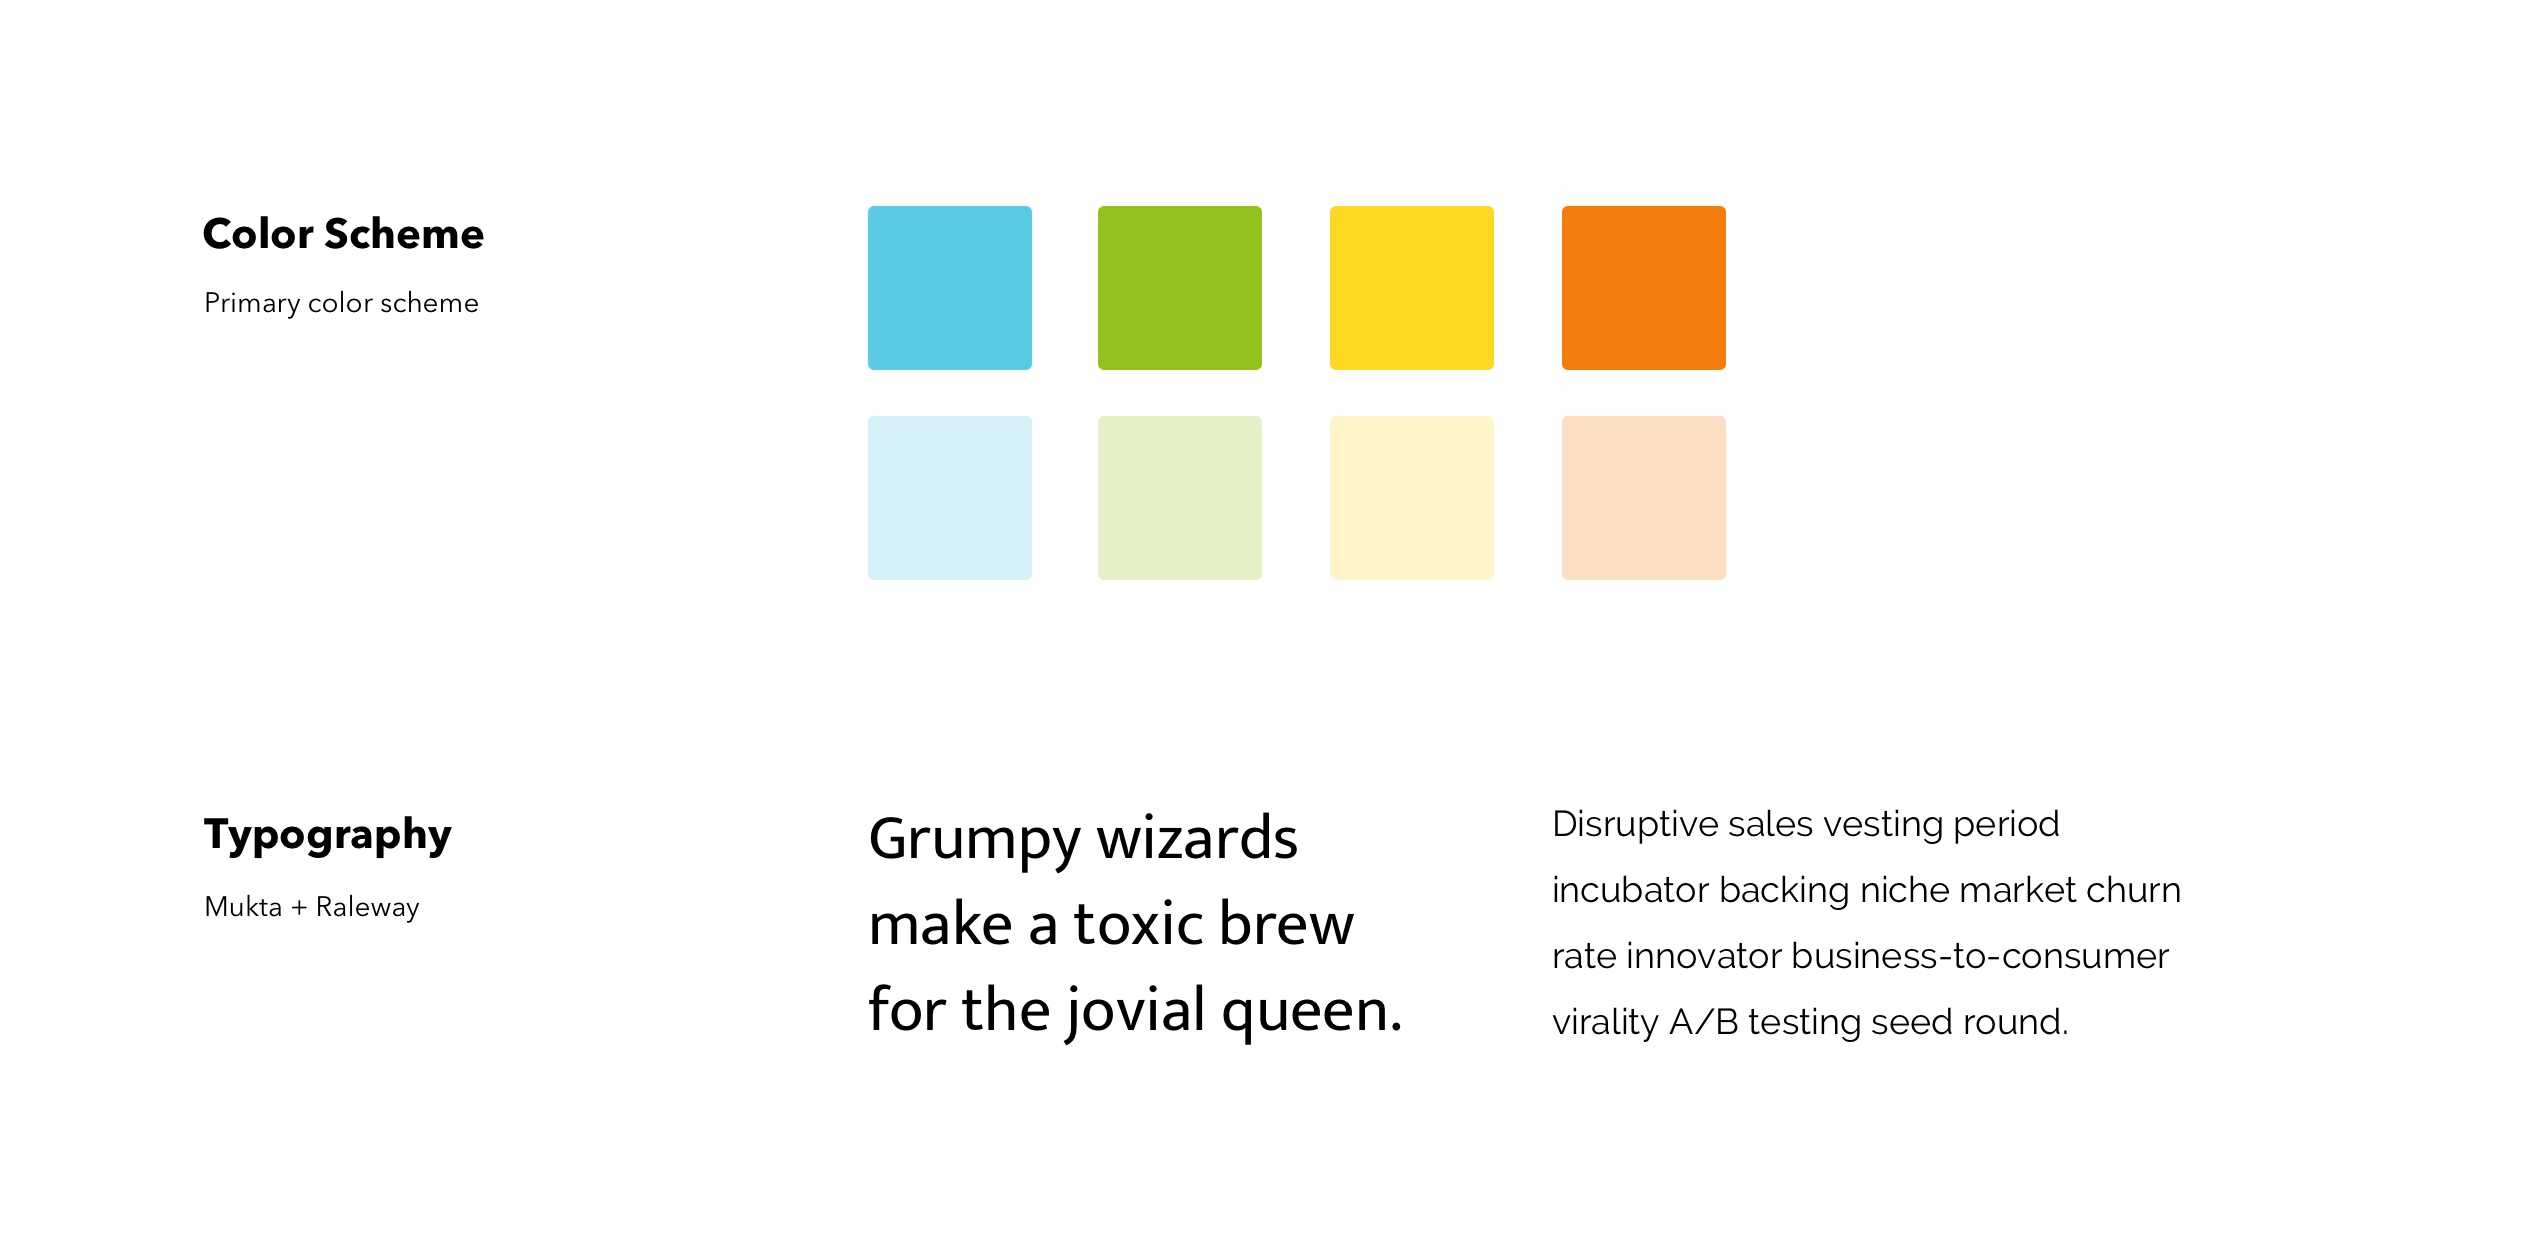 Color Scheme
Primary color scheme
Typography
Mukta + Raleway
Grumpy wizards
make a toxic brew
for the jovial queen.
Disruptive sales vesting period
incubator backing niche market churn
rate innovator business-to-consumer
virality A/B testing seed round.